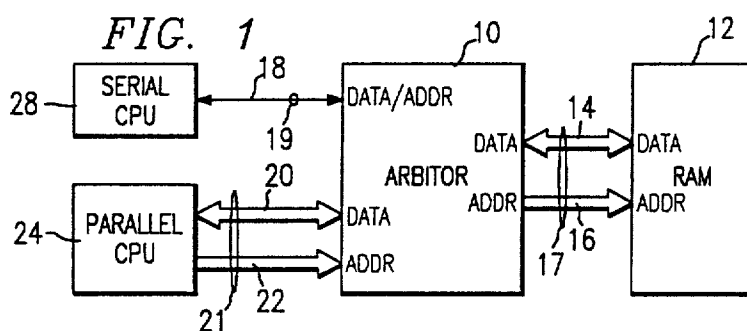 FIG. 1
10
12
SERIAL
CPU
28
18
19
DATA/ADDR
DATA
14
DATA
ARBITOR
RAM
PARALLEL
CPU
24
20
DATA
ADDR
16
ADDR
17
22
ADDR
21